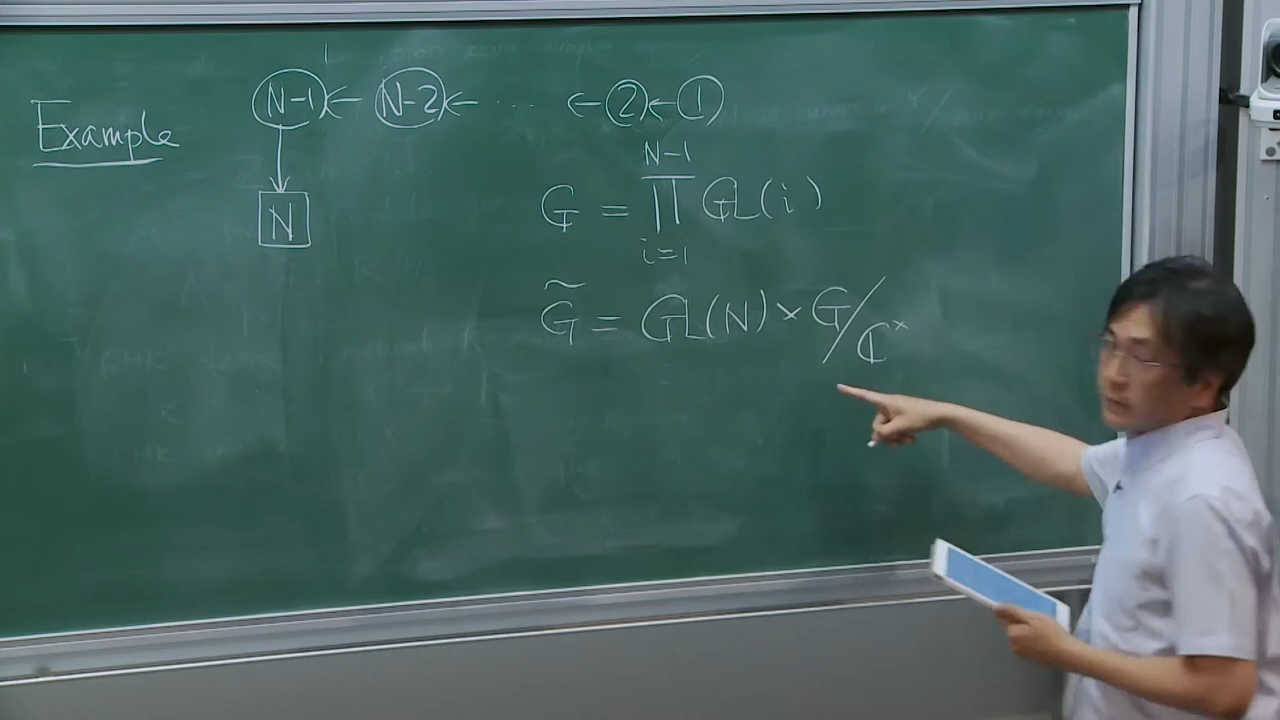 Example
N-1 ← N-2 ← ... ← 2 ← 1
↓
N
G = ∏_{i=1}^{N-1} GL(i)
G̃ = GL(N) × G / ℂ^×